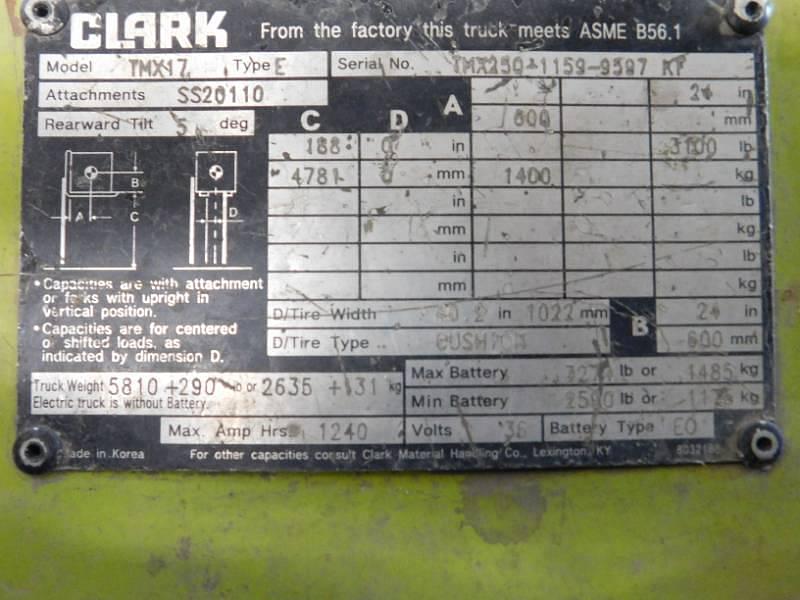 CLARK From the factory this truck meets ASME B56.1
Model TMX17 Type E Serial No. KF
Attachments SS20110 A 24 in
Rearward Tilt 5 deg C D 600 mm
188 0 in 3100 lb
4781 0 mm 1400 kg
in lb
mm kg
in lb
mm kg
A B C D
• Capacities are with attachment
or forks with upright in
vertical position.
• Capacities are for centered
or shifted loads, as
indicated by dimension D.
D/Tire Width 40.2 in 1022 mm B 24 in
D/Tire Type CUSHION 600 mm
Truck Weight 5810 +290 lb or 2635 +131 kg
Electric truck is without Battery.
Max Battery lb or 1485 kg
Min Battery lb or kg
Max. Amp Hrs. 1240 Volts 36 Battery Type EO
Made in Korea For other capacities consult Clark Material Handling Co., Lexington, KY